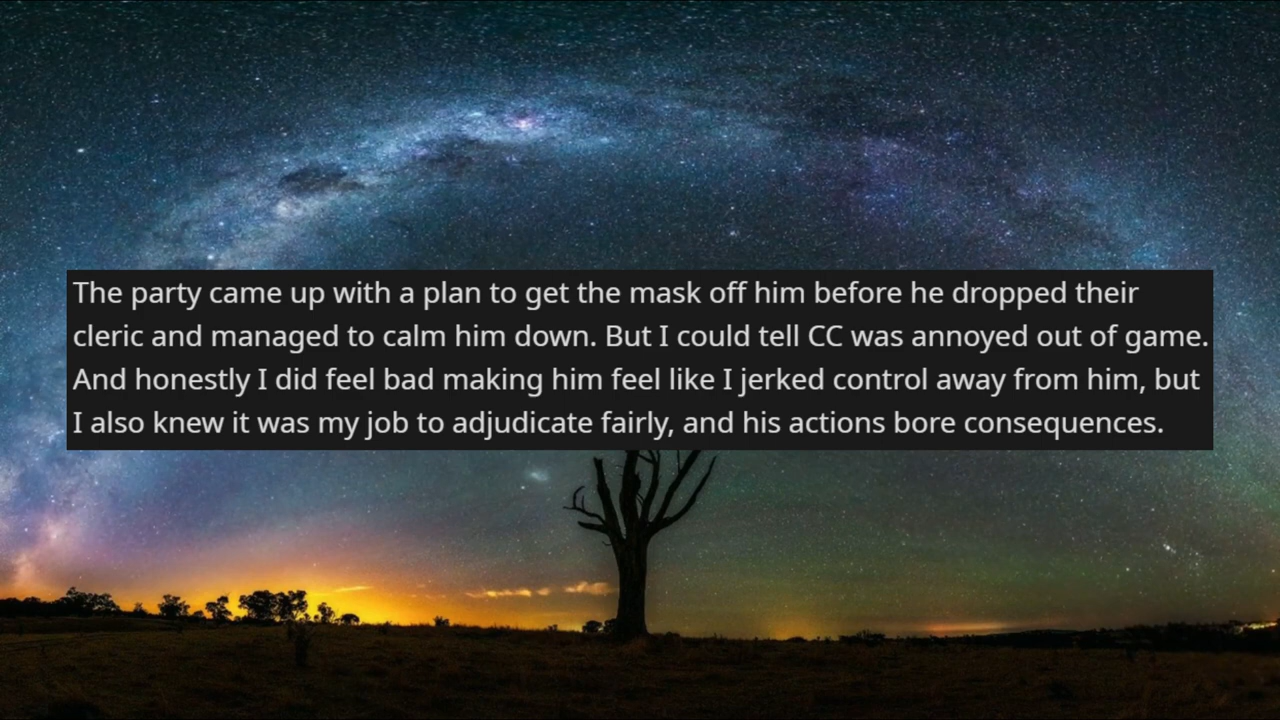 The party came up with a plan to get the mask off him before he dropped their
cleric and managed to calm him down. But I could tell CC was annoyed out of game.
And honestly I did feel bad making him feel like I jerked control away from him, but
I also knew it was my job to adjudicate fairly, and his actions bore consequences.